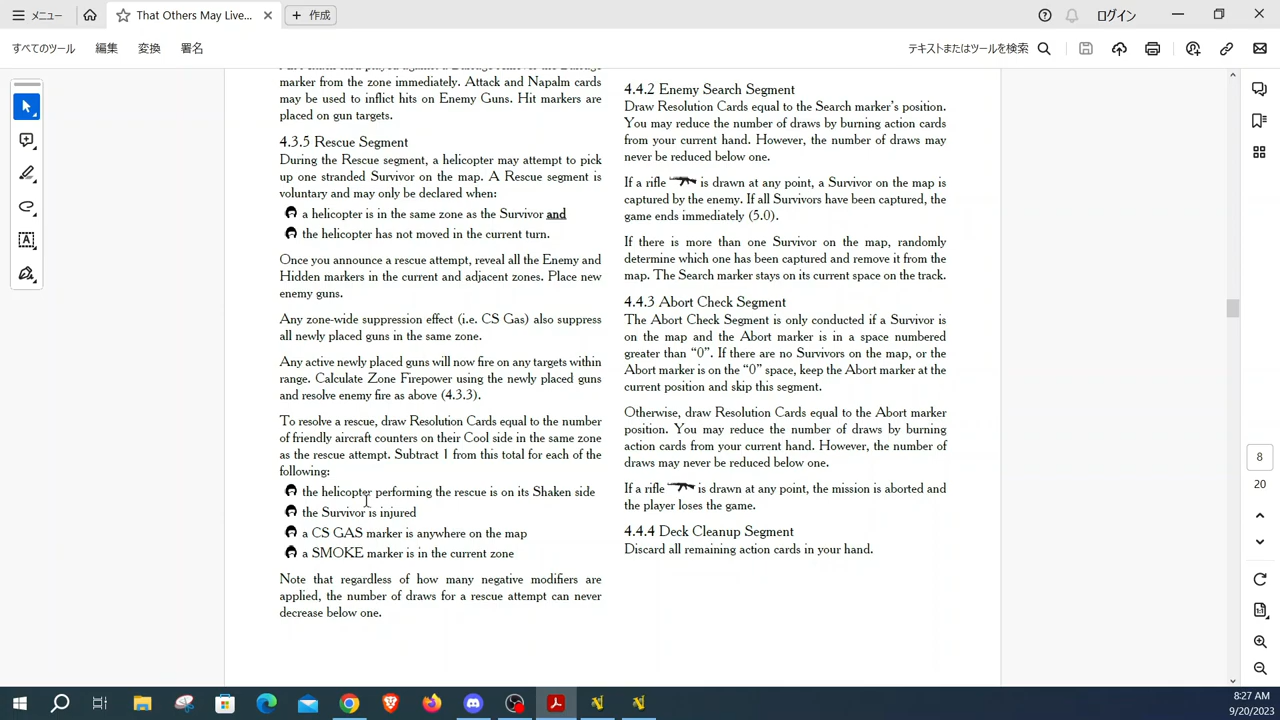 メニュー
That Others May Live...
作成
ログイン
すべてのツール 編集 変換 署名
テキストまたはツールを検索
marker from the zone immediately. Attack and Napalm cards
may be used to inflict hits on Enemy Guns. Hit markers are
placed on gun targets.
4.3.5 Rescue Segment
During the Rescue segment, a helicopter may attempt to pick
up one stranded Survivor on the map. A Rescue segment is
voluntary and may only be declared when:
a helicopter is in the same zone as the Survivor and
the helicopter has not moved in the current turn.
Once you announce a rescue attempt, reveal all the Enemy and
Hidden markers in the current and adjacent zones. Place new
enemy guns.
Any zone-wide suppression effect (i.e. CS Gas) also suppress
all newly placed guns in the same zone.
Any active newly placed guns will now fire on any targets within
range. Calculate Zone Firepower using the newly placed guns
and resolve enemy fire as above (4.3.3).
To resolve a rescue, draw Resolution Cards equal to the number
of friendly aircraft counters on their Cool side in the same zone
as the rescue attempt. Subtract 1 from this total for each of the
following:
the helicopter performing the rescue is on its Shaken side
the Survivor is injured
a CS GAS marker is anywhere on the map
a SMOKE marker is in the current zone
Note that regardless of how many negative modifiers are
applied, the number of draws for a rescue attempt can never
decrease below one.
4.4.2 Enemy Search Segment
Draw Resolution Cards equal to the Search marker's position.
You may reduce the number of draws by burning action cards
from your current hand. However, the number of draws may
never be reduced below one.
If a rifle is drawn at any point, a Survivor on the map is
captured by the enemy. If all Survivors have been captured, the
game ends immediately (5.0).
If there is more than one Survivor on the map, randomly
determine which one has been captured and remove it from the
map. The Search marker stays on its current space on the track.
4.4.3 Abort Check Segment
The Abort Check Segment is only conducted if a Survivor is
on the map and the Abort marker is in a space numbered
greater than “0”. If there are no Survivors on the map, or the
Abort marker is on the “0” space, keep the Abort marker at the
current position and skip this segment.
Otherwise, draw Resolution Cards equal to the Abort marker
position. You may reduce the number of draws by burning
action cards from your current hand. However, the number of
draws may never be reduced below one.
If a rifle is drawn at any point, the mission is aborted and
the player loses the game.
4.4.4 Deck Cleanup Segment
Discard all remaining action cards in your hand.
8
20
8:27 AM
9/20/2023